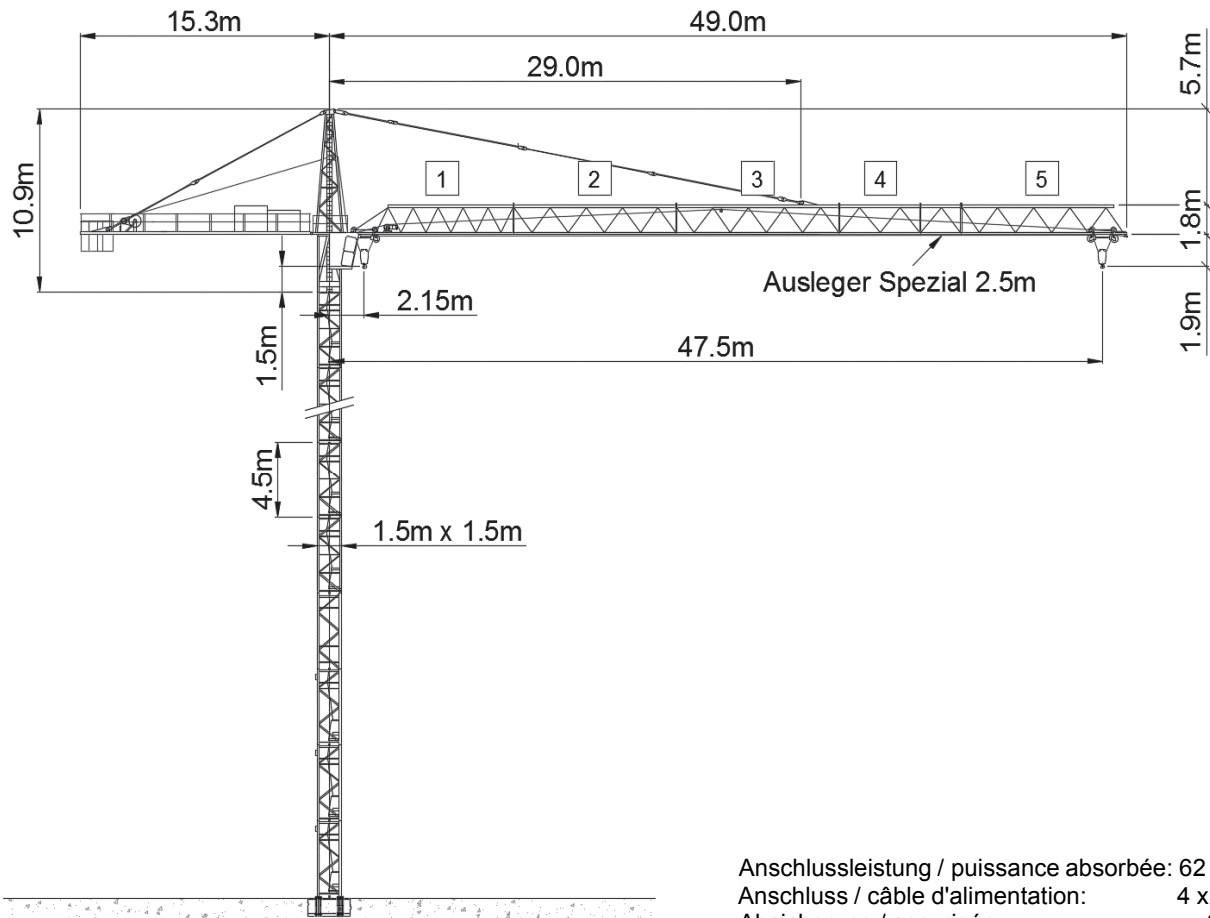 15.3m
49.0m
29.0m
5.7m
10.9m
1
2
3
4
5
1.8m
Ausleger Spezial 2.5m
2.15m
1.9m
1.5m
47.5m
4.5m
1.5m x 1.5m
Anschlussleistung / puissance absorbée: 62
Anschluss / câble d'alimentation: 4 x